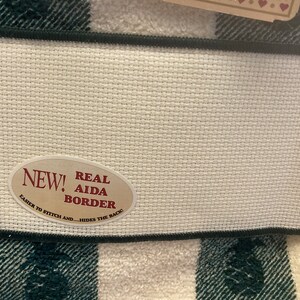 NEW! REAL
AIDA
BORDER
EASIER TO STITCH AND...HIDES THE BACK!